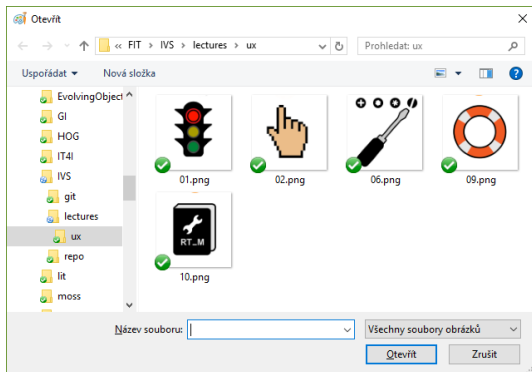 Otevřít
« FIT › IVS › lectures › ux
Prohledat: ux
Uspořádat
Nová složka
EvolvingObject
GI
HOG
IT4I
IVS
git
lectures
ux
repo
lit
moss
01.png
02.png
06.png
09.png
RT_M
10.png
Název souboru:
Všechny soubory obrázků
Otevřít
Zrušit